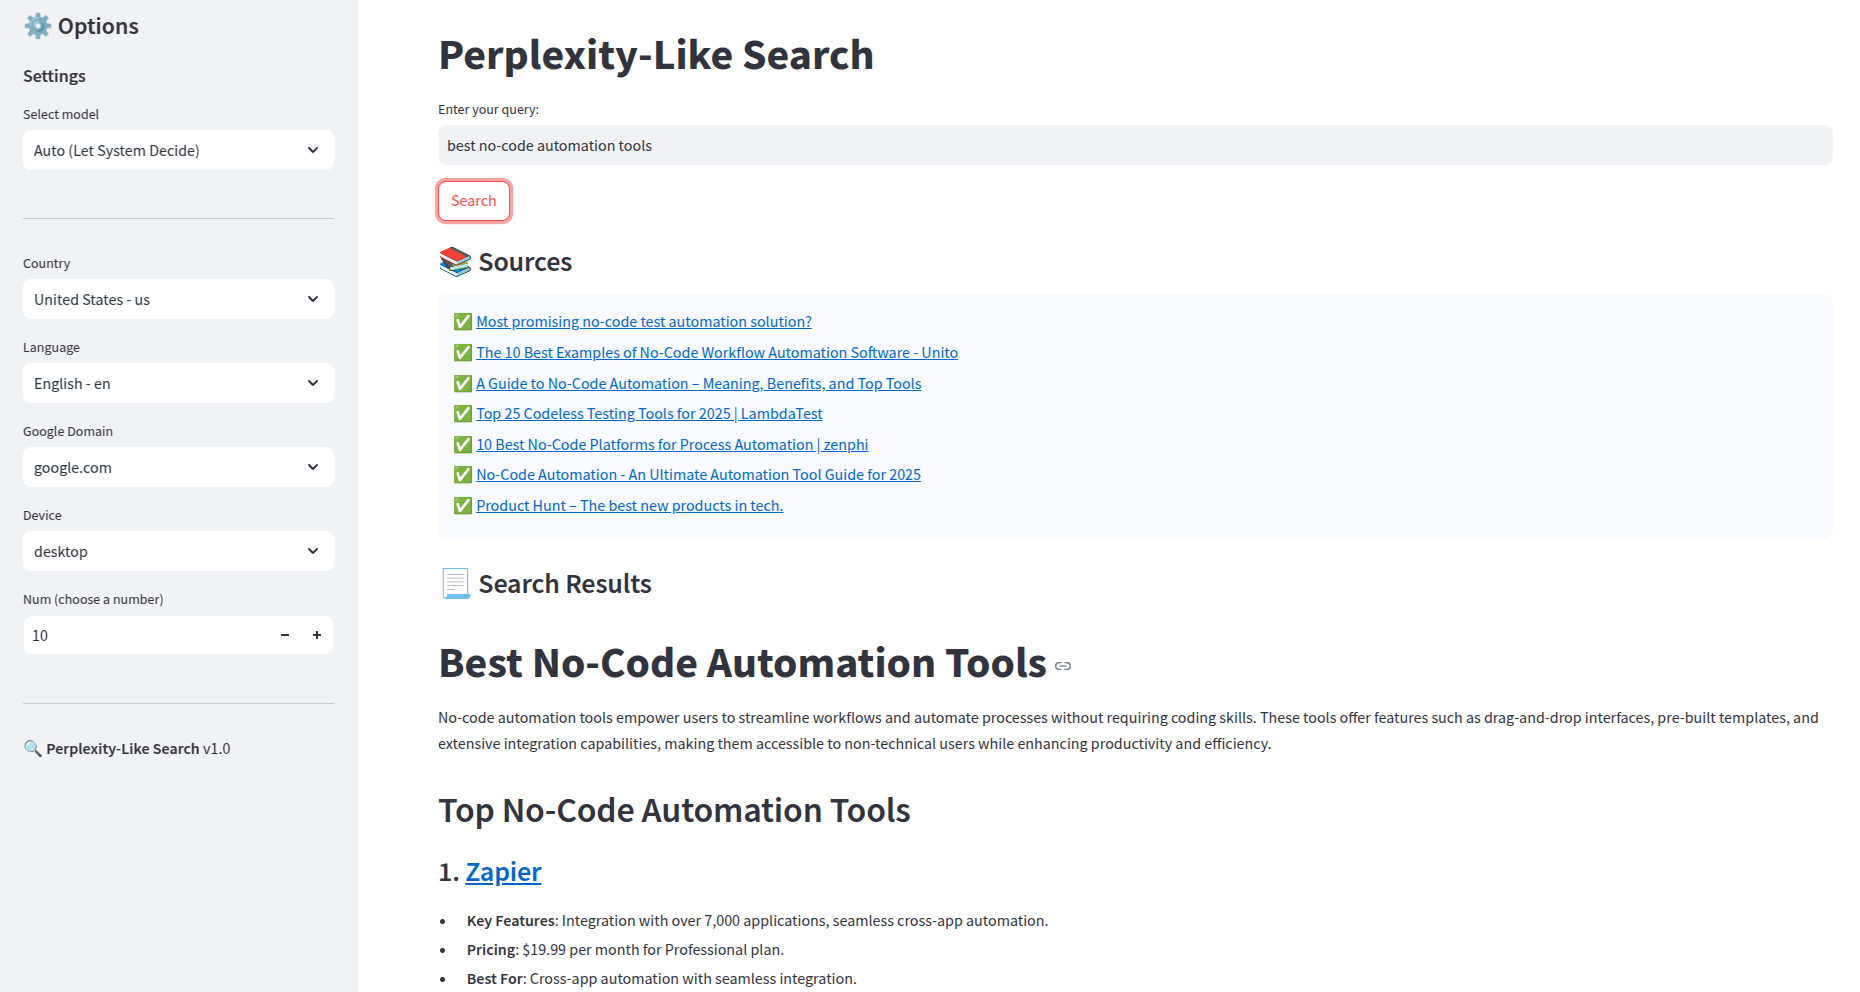 Options
Settings
Select model
Auto (Let System Decide)
Country
United States - us
Language
English - en
Google Domain
google.com
Device
desktop
Num (choose a number)
10
Perplexity-Like Search v1.0
Perplexity-Like Search
Enter your query:
best no-code automation tools
Search
Sources
Most promising no-code test automation solution?
The 10 Best Examples of No-Code Workflow Automation Software - Unito
A Guide to No-Code Automation – Meaning, Benefits, and Top Tools
Top 25 Codeless Testing Tools for 2025 | LambdaTest
10 Best No-Code Platforms for Process Automation | zenphi
No-Code Automation - An Ultimate Automation Tool Guide for 2025
Product Hunt – The best new products in tech.
Search Results
Best No-Code Automation Tools
No-code automation tools empower users to streamline workflows and automate processes without requiring coding skills. These tools offer features such as drag-and-drop interfaces, pre-built templates, and
extensive integration capabilities, making them accessible to non-technical users while enhancing productivity and efficiency.
Top No-Code Automation Tools
1. Zapier
• Key Features: Integration with over 7,000 applications, seamless cross-app automation.
• Pricing: $19.99 per month for Professional plan.
• Best For: Cross-app automation with seamless integration.